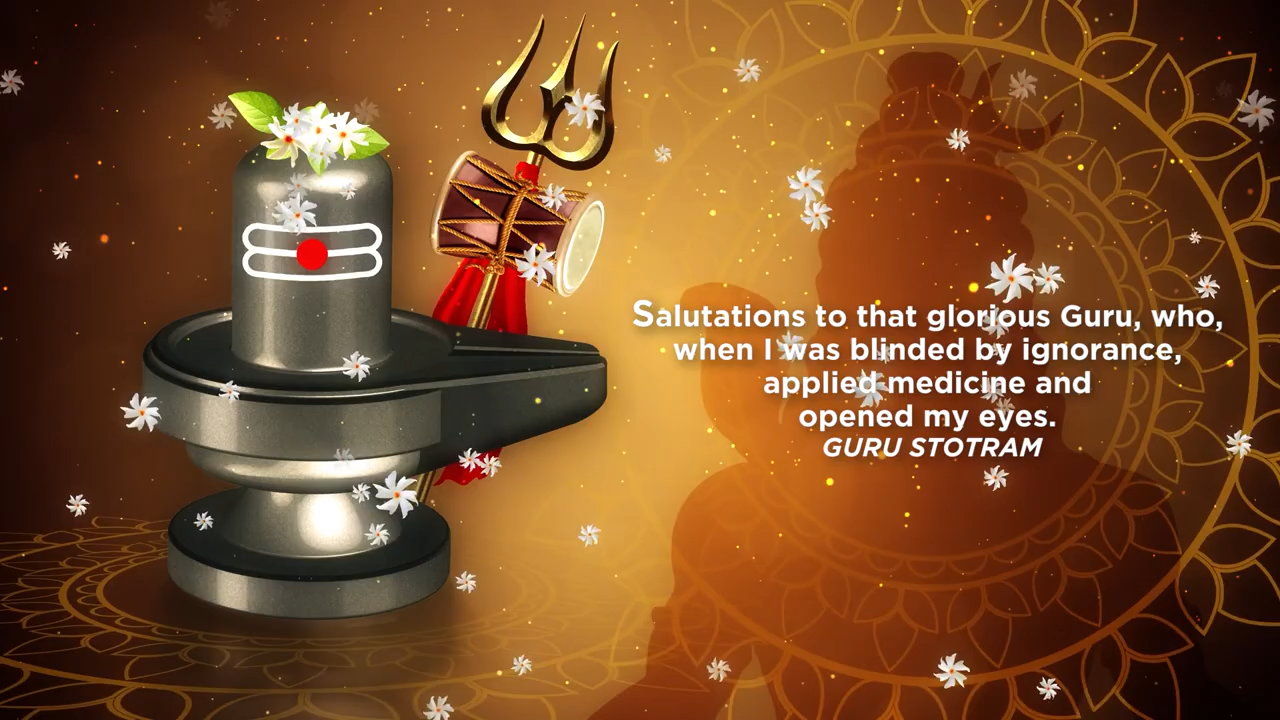 Salutations to that glorious Guru, who,
when I was blinded by ignorance,
applied medicine and
opened my eyes.
GURU STOTRAM